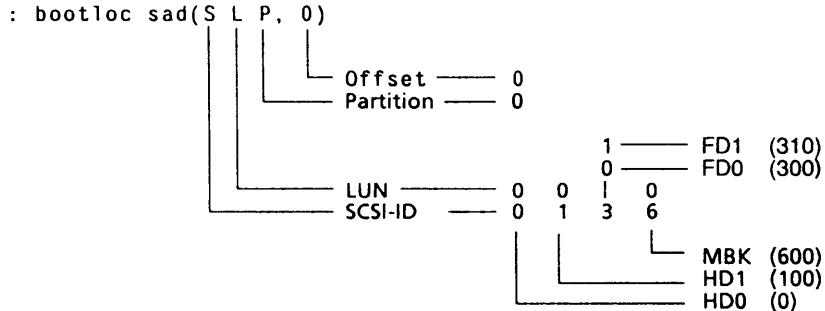 : bootloc sad(S L P, 0)
Offset 0
Partition 0
1 FD1 (310)
0 FD0 (300)
LUN 0 0 0
SCSI-ID 0 1 3 6
MBK (600)
HD1 (100)
HD0 (0)